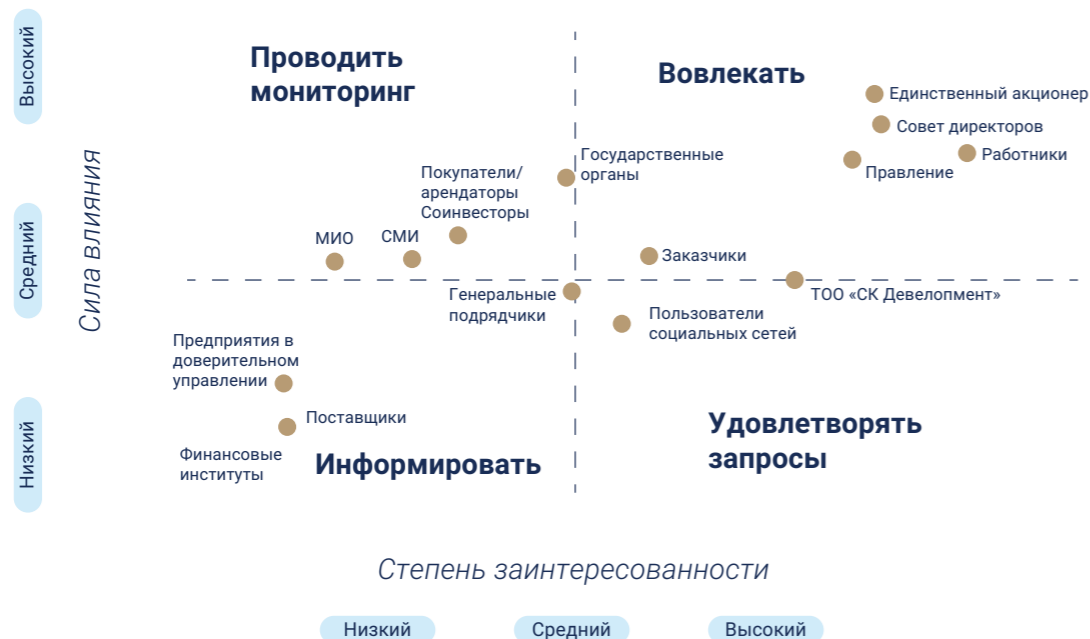 Высокий
Проводить
мониторинг
Вовлекать
Единственный акционер
Совет директоров
Работники
Правление
Государственные
органы
Покупатели/
арендаторы
Соинвесторы
Сила влияния
Средний
МИО
СМИ
Заказчики
Генеральные
подрядчики
ТОО «СК Девелопмент»
Пользователи
социальных сетей
Предприятия в
доверительном
управлении
Низкий
Поставщики
Финансовые
институты
Информировать
Удовлетворять
запросы
Степень заинтересованности
Низкий
Средний
Высокий